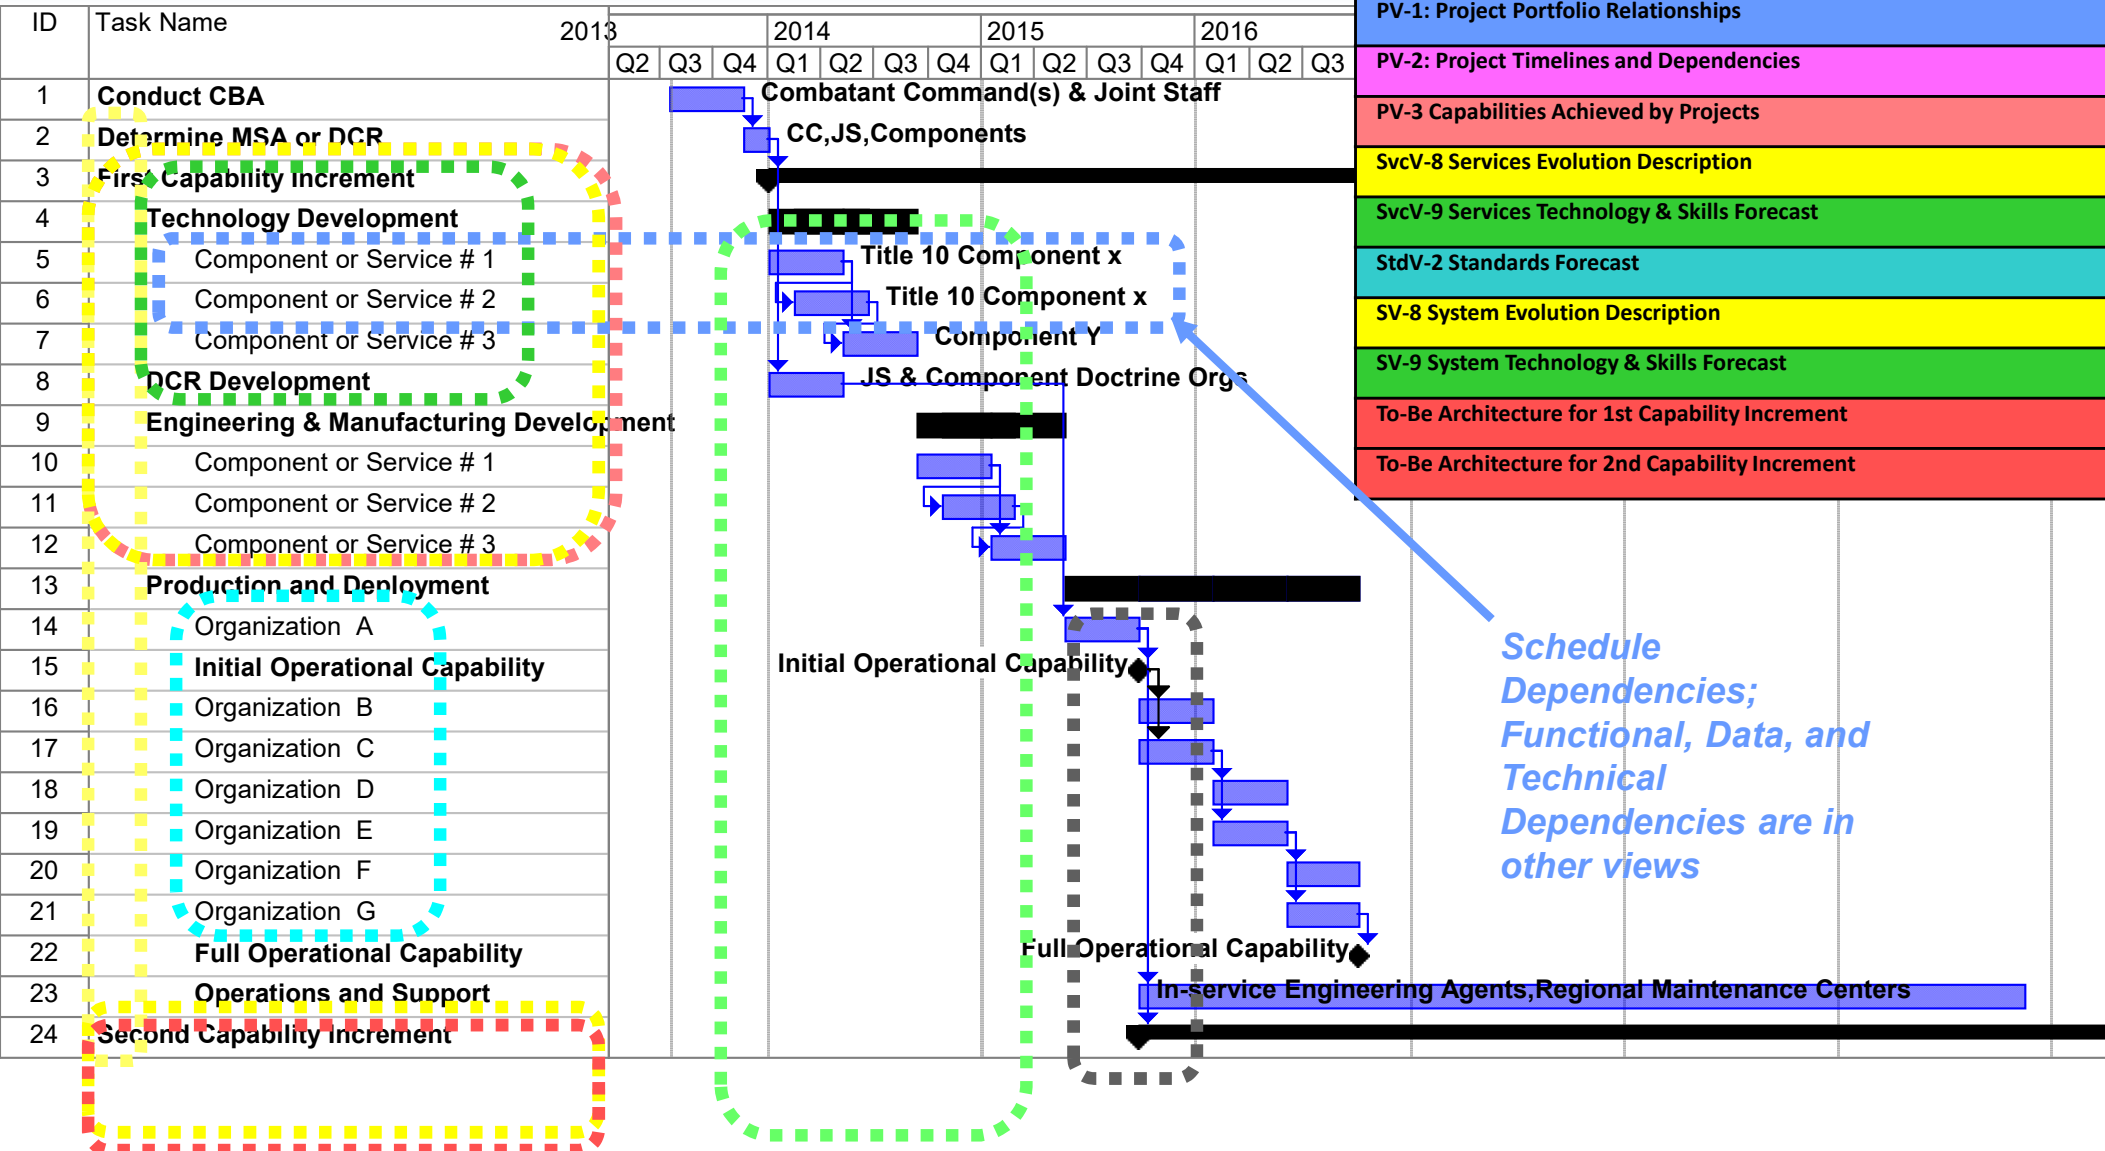 ID Task Name 2013 2014 2015 2016
Q2 Q3 Q4 Q1 Q2 Q3 Q4 Q1 Q2 Q3 Q4 Q1 Q2 Q3
1 Conduct CBA Combatant Command(s) & Joint Staff
2 Determine MSA or DCR CC,JS,Components
3 First Capability Increment
4 Technology Development
5 Component or Service # 1 Title 10 Component x
6 Component or Service # 2 Title 10 Component x
7 Component or Service # 3 Component Y
8 DCR Development JS & Component Doctrine Orgs
9 Engineering & Manufacturing Development
10 Component or Service # 1
11 Component or Service # 2
12 Component or Service # 3
13 Production and Deployment
14 Organization A
15 Initial Operational Capability Initial Operational Capability
16 Organization B
17 Organization C
18 Organization D
19 Organization E
20 Organization F
21 Organization G
22 Full Operational Capability Full Operational Capability
23 Operations and Support In-service Engineering Agents,Regional Maintenance Centers
24 Second Capability Increment
PV-1: Project Portfolio Relationships
PV-2: Project Timelines and Dependencies
PV-3 Capabilities Achieved by Projects
SvcV-8 Services Evolution Description
SvcV-9 Services Technology & Skills Forecast
StdV-2 Standards Forecast
SV-8 System Evolution Description
SV-9 System Technology & Skills Forecast
To-Be Architecture for 1st Capability Increment
To-Be Architecture for 2nd Capability Increment
Schedule
Dependencies;
Functional, Data, and
Technical
Dependencies are in
other views